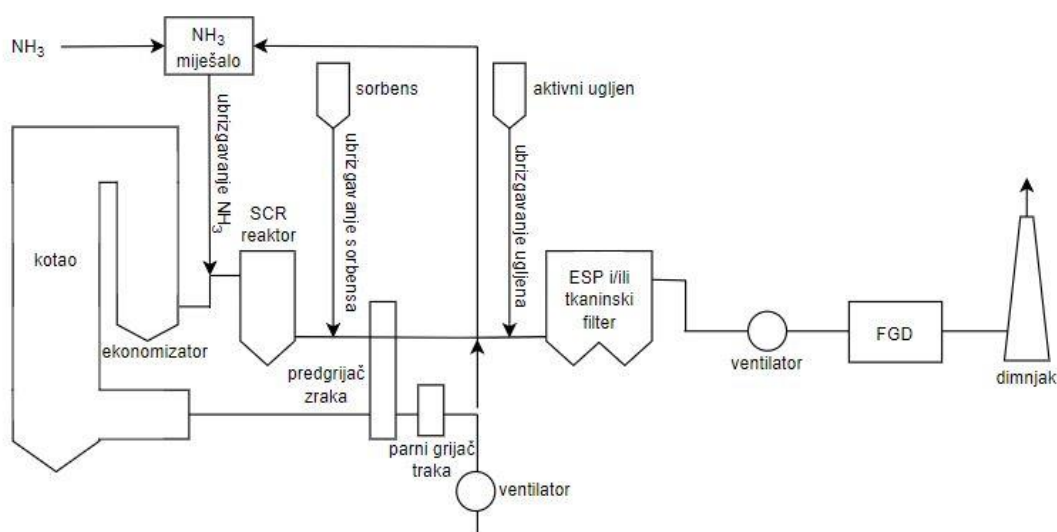 NH3
NH3
miješalo
sorbens
aktivni ugljen
ubrizgavanje NH3
ubrizgavanje sorbensa
ubrizgavanje ugljena
SCR
reaktor
kotao
ekonomizator
predgrijač
zraka
parni grijač
traka
ventilator
ESP i/ili
tkaninski
filter
ventilator
FGD
dimnjak